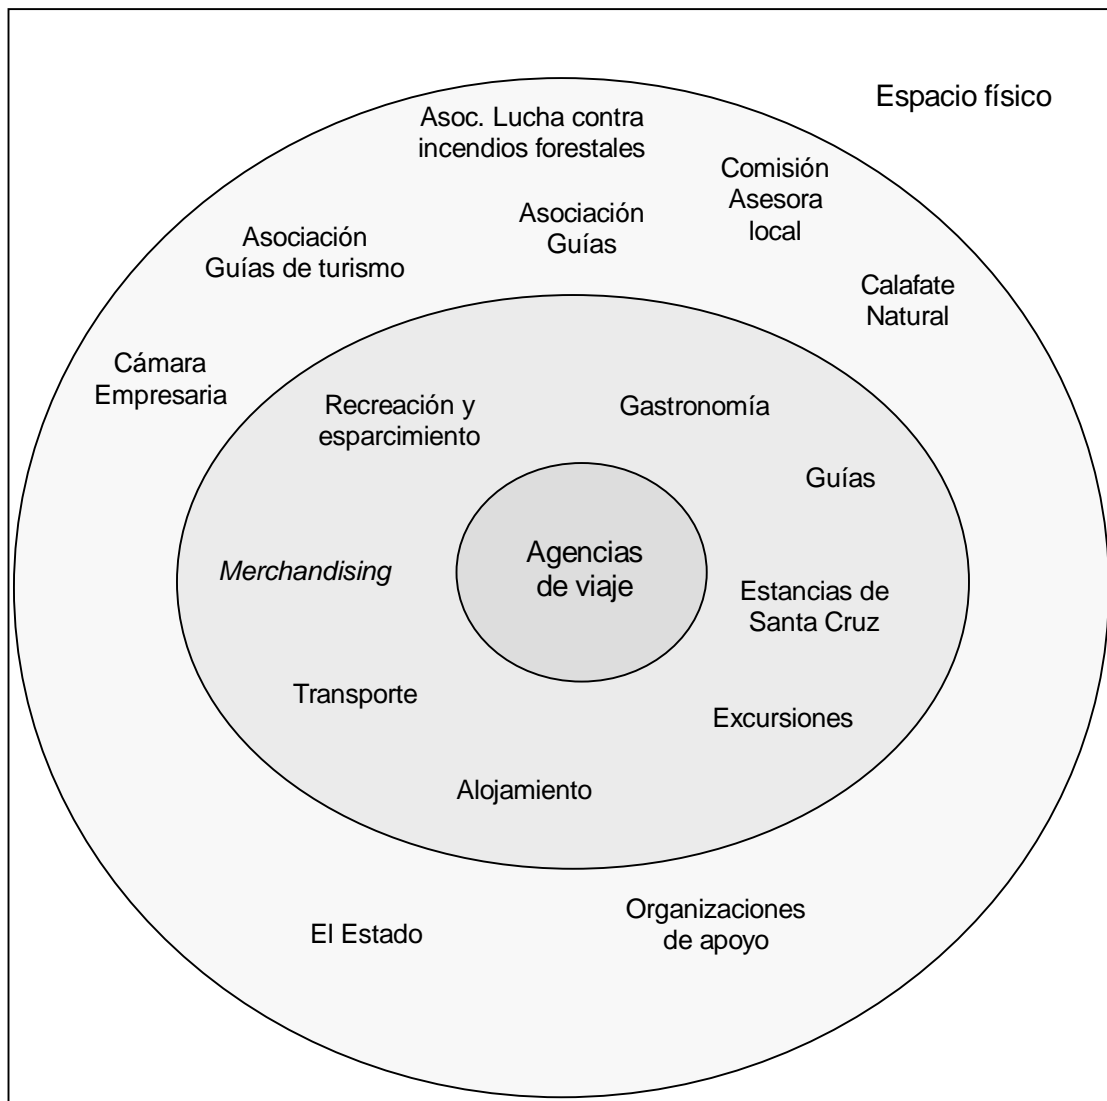 Espacio físico
Asoc. Lucha contra
incendios forestales
Comisión
Asesora
local
Asociación
Guías
Asociación
Guías de turismo
Calafate
Natural
Cámara
Empresaria
Recreación y
esparcimiento
Gastronomía
Guías
Merchandising
Agencias
de viaje
Estancias de
Santa Cruz
Transporte
Excursiones
Alojamiento
El Estado
Organizaciones
de apoyo